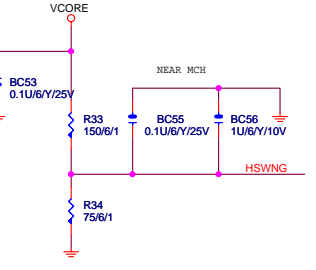 VCORE
NEAR MCH
BC53
0.1U/6/Y/25V
R33
150/6/1
BC55
0.1U/6/Y/25V
BC56
1U/6/Y/10V
HSWNG
R34
75/6/1